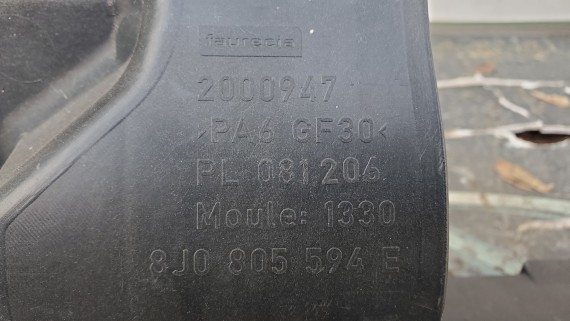 faurecia
2000947
>PA6 GF30<
PL 081206
Moule: 1330
8J0 805 594 E